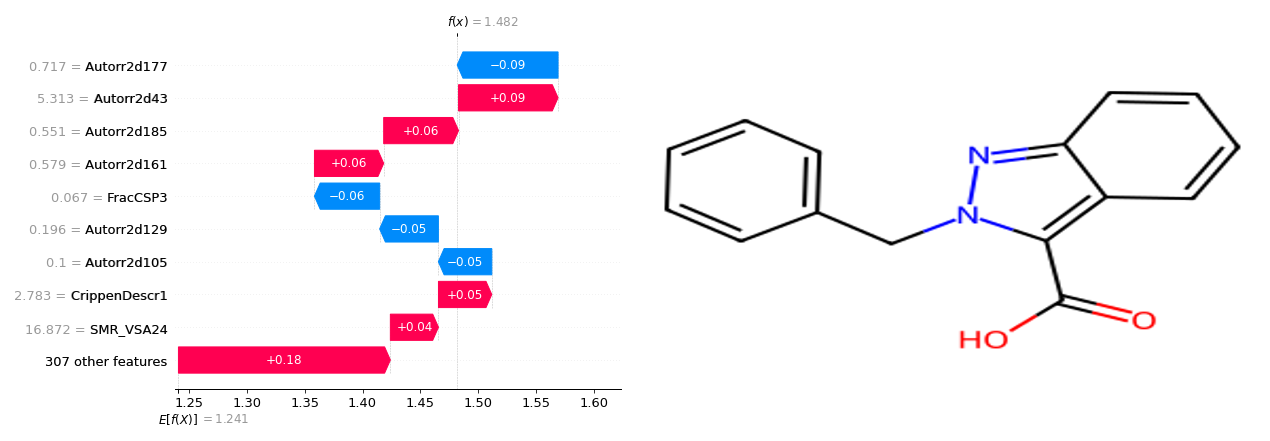 f(x) = 1.482
0.717 = Autorr2d177
−0.09
5.313 = Autorr2d43
+0.09
0.551 = Autorr2d185
+0.06
0.579 = Autorr2d161
+0.06
0.067 = FracCSP3
−0.06
0.196 = Autorr2d129
−0.05
0.1 = Autorr2d105
−0.05
2.783 = CrippenDescr1
+0.05
16.872 = SMR_VSA24
+0.04
307 other features
+0.18
1.25 1.30 1.35 1.40 1.45 1.50 1.55 1.60
E[f(X)] = 1.241
N
N
O
HO